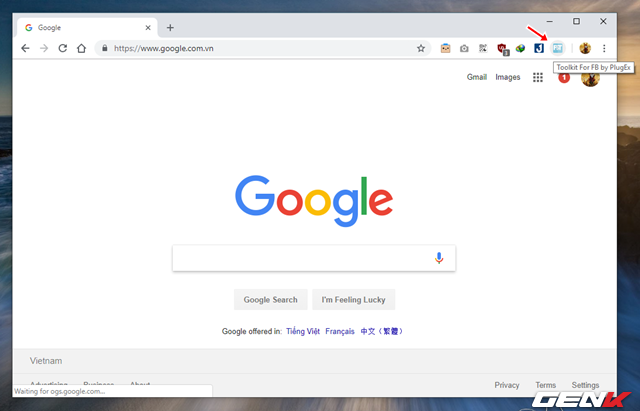 Google
https://www.google.com.vn
2
Toolkit For FB by PlugEx
Gmail Images
1
Google
Google Search I'm Feeling Lucky
Google offered in: Tiếng Việt Français 中文 (繁體)
Vietnam
Advertising Business About
Privacy Terms Settings
Waiting for ogs.google.com...
GENK